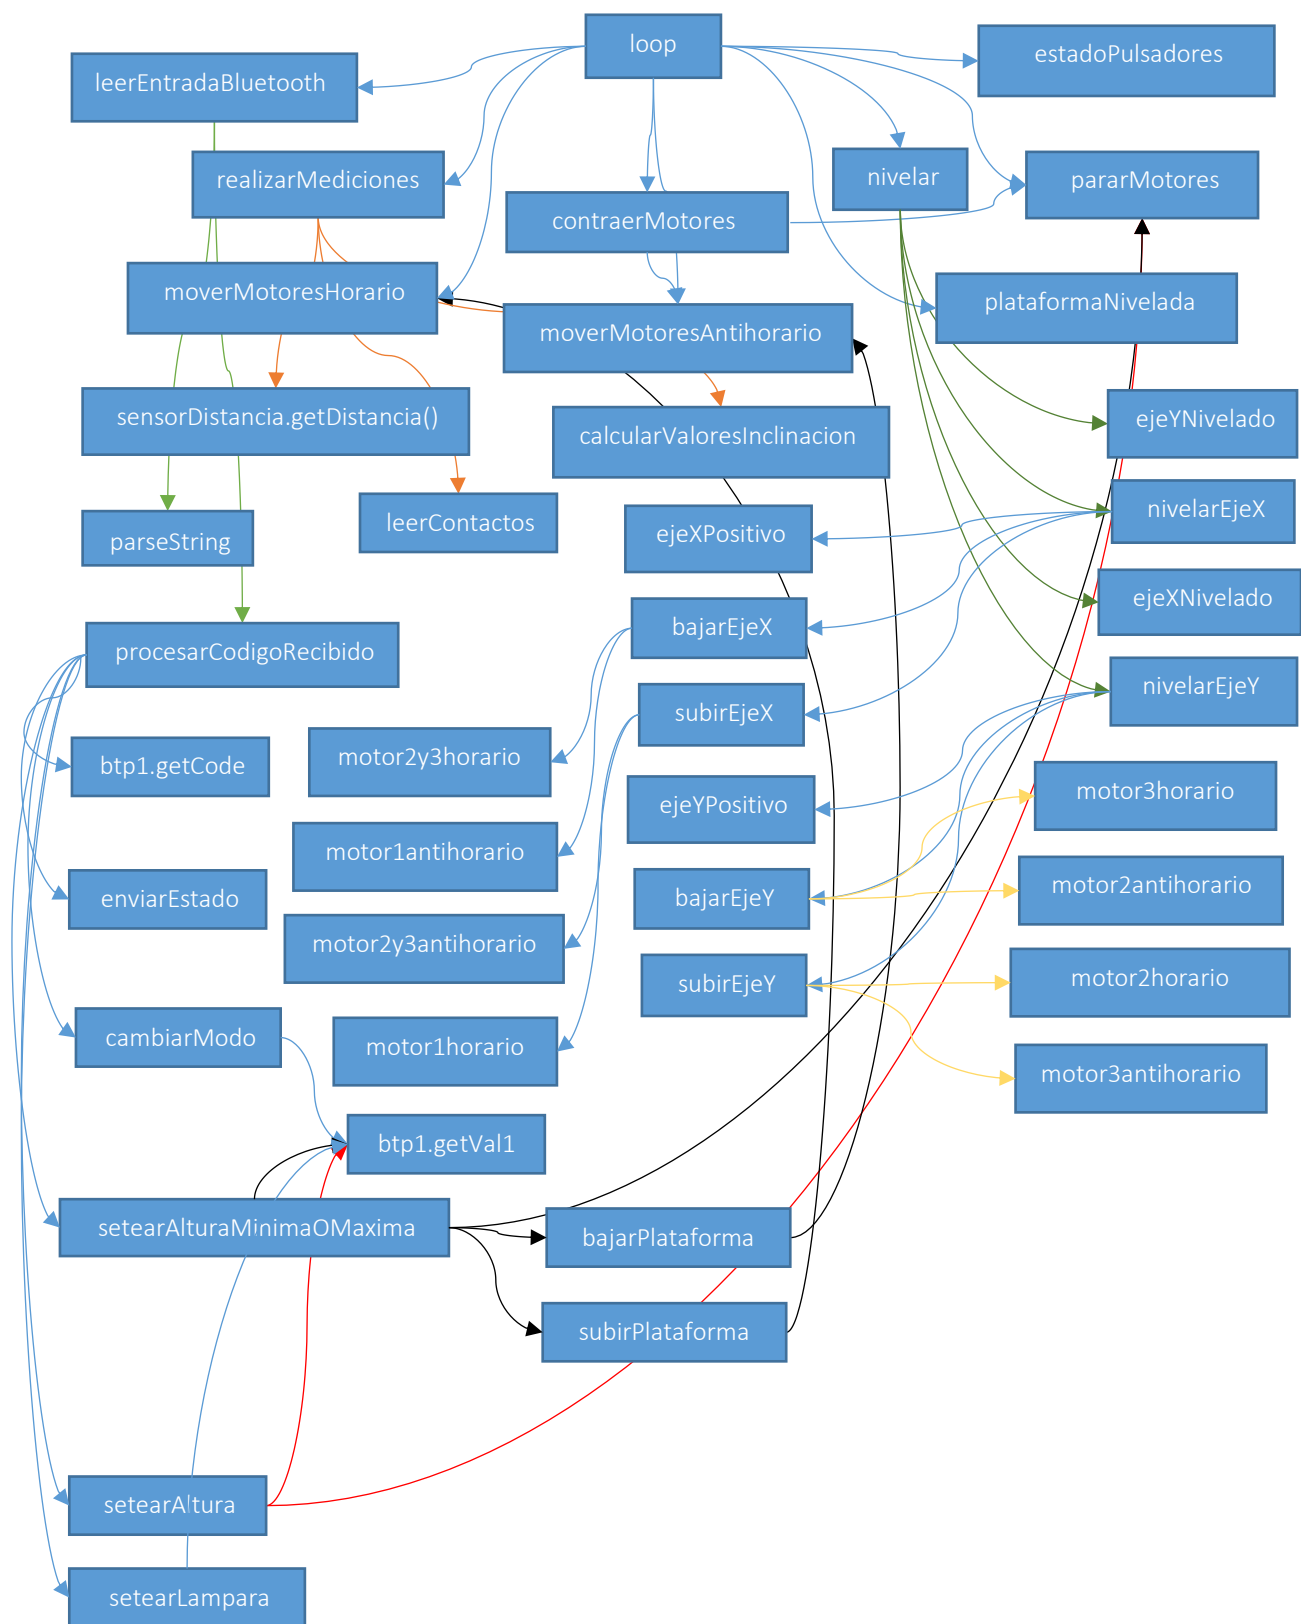 loop
estadoPulsadores
leerEntradaBluetooth
realizarMediciones
nivelar
pararMotores
contraerMotores
moverMotoresHorario
plataformaNivelada
moverMotoresAntihorario
sensorDistancia.getDistancia()
ejeYNivelado
calcularValoresInclinacion
nivelarEjeX
leerContactos
ejeXPositivo
parseString
ejeXNivelado
bajarEjeX
procesarCodigoRecibido
nivelarEjeY
subirEjeX
motor2y3horario
btp1.getCode
motor3horario
ejeYPositivo
motor1antihorario
motor2antihorario
enviarEstado
bajarEjeY
motor2y3antihorario
motor2horario
subirEjeY
cambiarModo
motor1horario
motor3antihorario
btp1.getVal1
setearAlturaMinimaOMaxima
bajarPlataforma
subirPlataforma
setearAltura
setearLampara